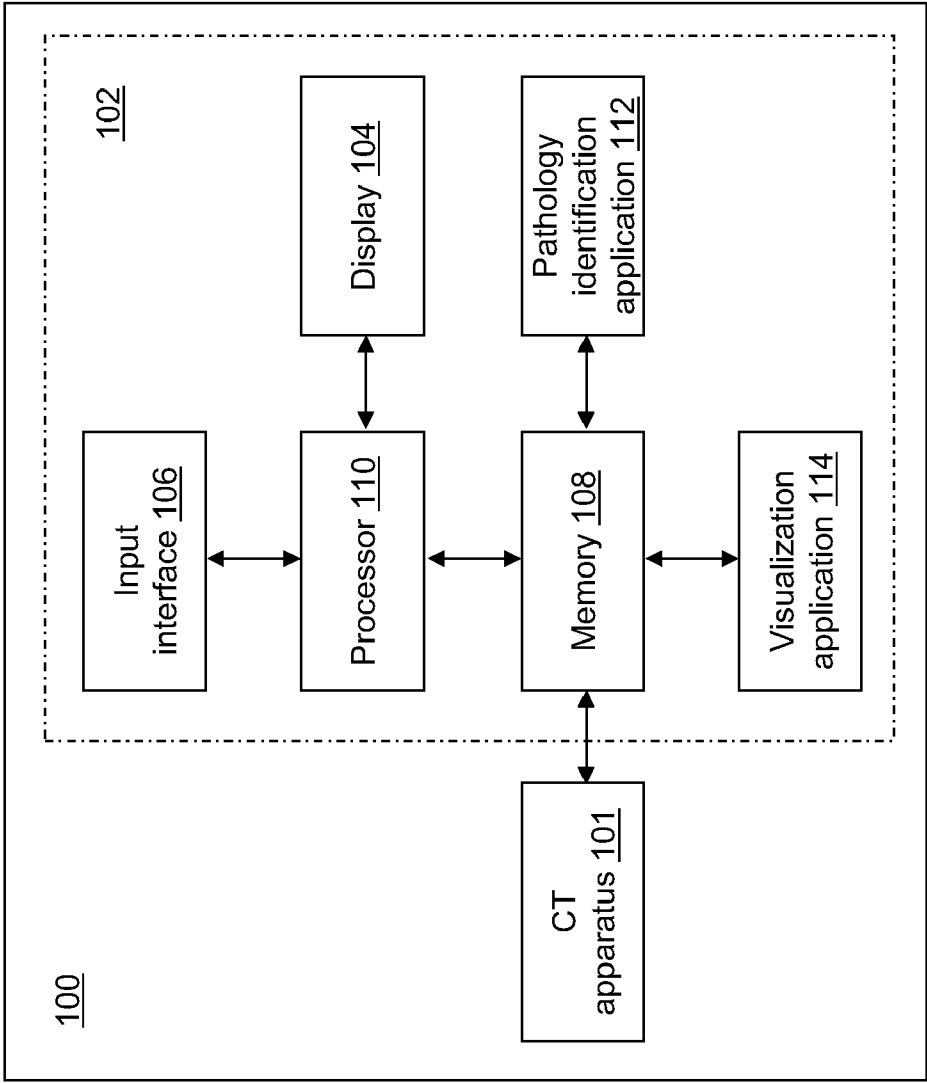 100
102
Input
interface 106
Processor 110
Display 104
CT
apparatus 101
Memory 108
Pathology
identification
application 112
Visualization
application 114